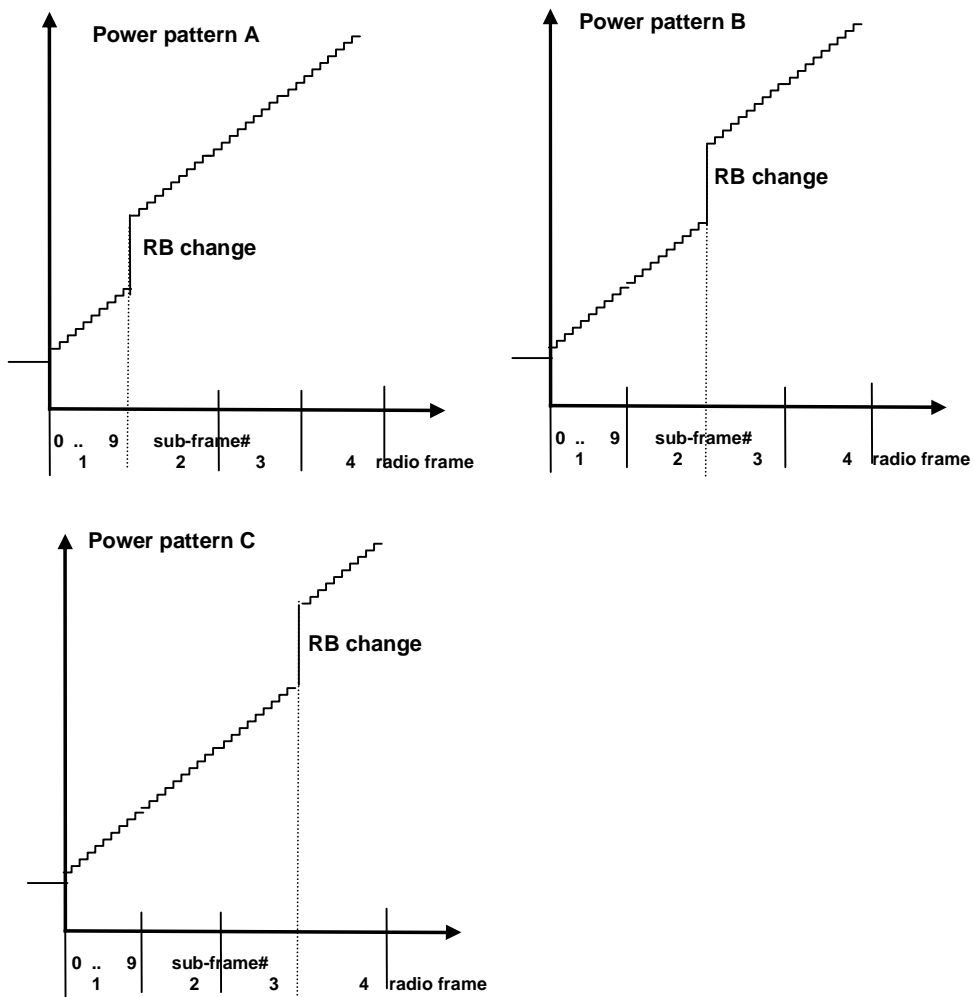 Power pattern A
RB change
0 .. 9 sub-frame#
1 2 3 4 radio frame
Power pattern B
RB change
0 .. 9 sub-frame#
1 2 3 4 radio frame
Power pattern C
RB change
0 .. 9 sub-frame#
1 2 3 4 radio frame